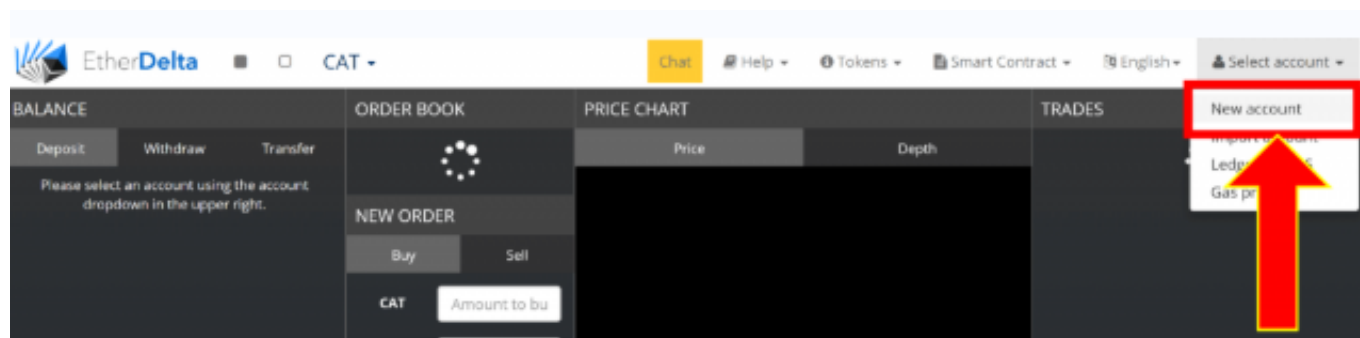 EtherDelta CAT Chat Help Tokens Smart Contract English Select account
BALANCE ORDER BOOK PRICE CHART TRADES New account
Deposit Withdraw Transfer Price Depth
Please select an account using the account
dropdown in the upper right.
NEW ORDER
Buy Sell
CAT Amount to bu